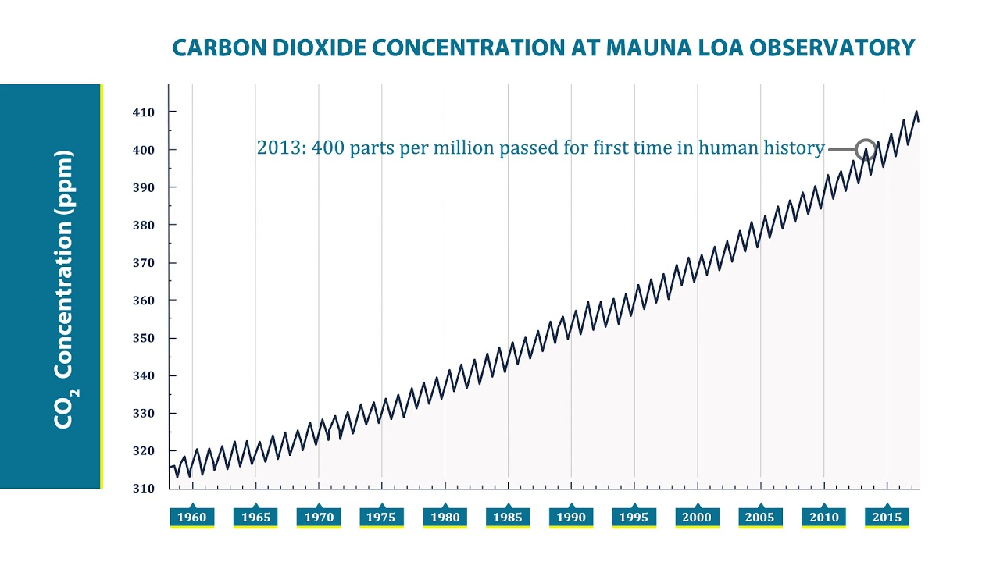 CARBON DIOXIDE CONCENTRATION AT MAUNA LOA OBSERVATORY
CO2 Concentration (ppm)
410
400
390
380
370
360
350
340
330
320
310
2013: 400 parts per million passed for first time in human history
1960 1965 1970 1975 1980 1985 1990 1995 2000 2005 2010 2015